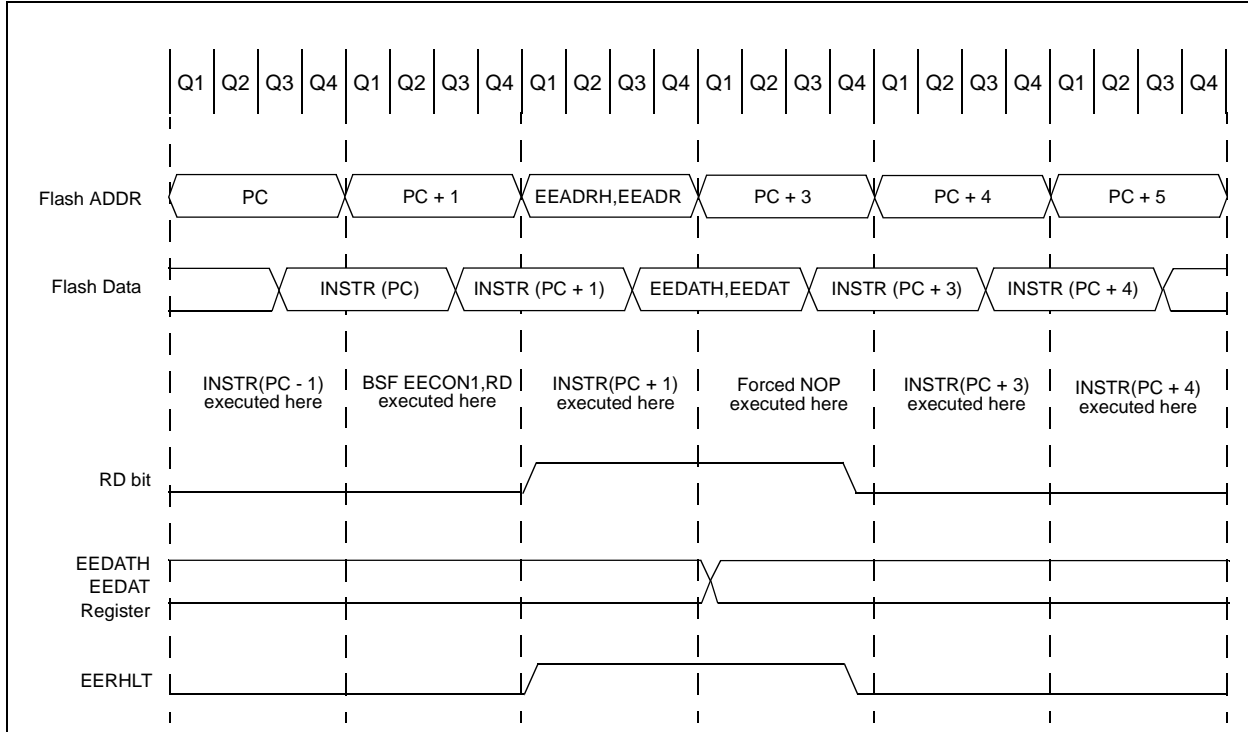 Q1 Q2 Q3 Q4 Q1 Q2 Q3 Q4 Q1 Q2 Q3 Q4 Q1 Q2 Q3 Q4 Q1 Q2 Q3 Q4 Q1 Q2 Q3 Q4
Flash ADDR PC PC + 1 EEADRH,EEADR PC + 3 PC + 4 PC + 5
Flash Data INSTR (PC) INSTR (PC + 1) EEDATH,EEDAT INSTR (PC + 3) INSTR (PC + 4)
INSTR(PC - 1)
executed here
BSF EECON1,RD
executed here
INSTR(PC + 1)
executed here
Forced NOP
executed here
INSTR(PC + 3)
executed here
INSTR(PC + 4)
executed here
RD bit
EEDATH
EEDAT
Register
EERHLT